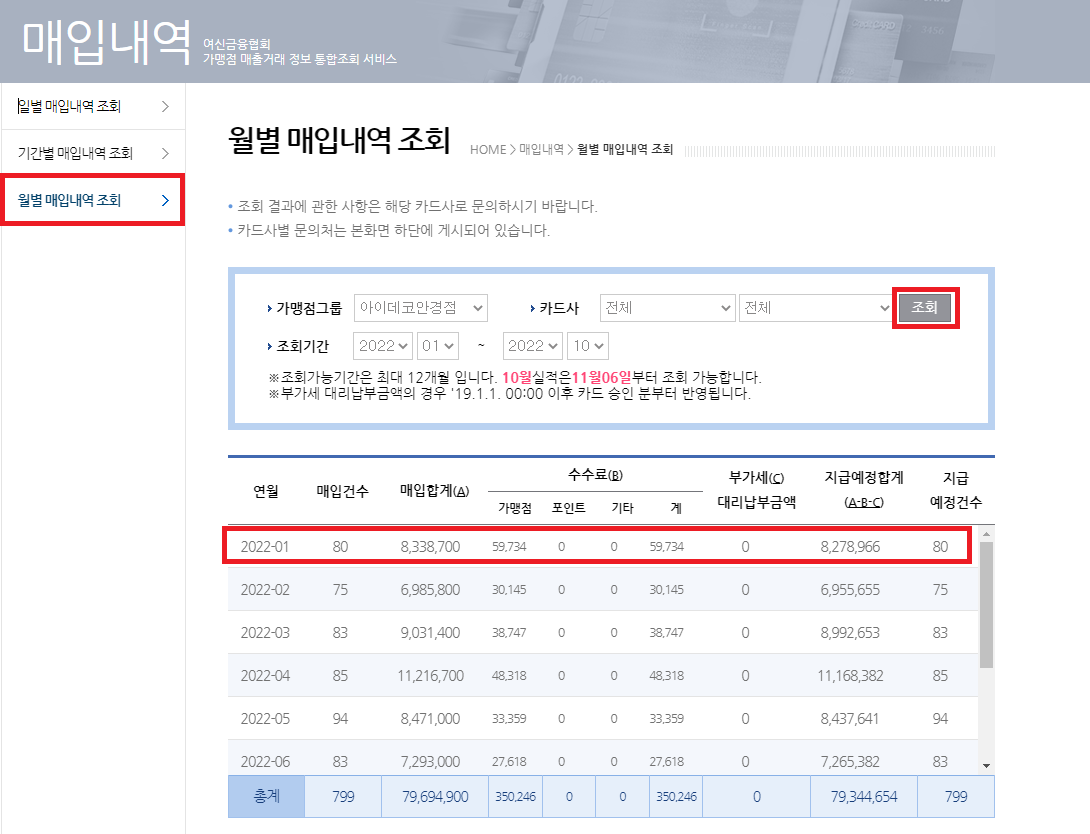 매입내역 여신금융협회
가맹점 매출거래 정보 통합조회 서비스
일별 매입내역 조회
기간별 매입내역 조회
월별 매입내역 조회
월별 매입내역 조회 HOME > 매입내역 > 월별 매입내역 조회
• 조회 결과에 관한 사항은 해당 카드사로 문의하시기 바랍니다.
• 카드사별 문의처는 본화면 하단에 게시되어 있습니다.
가맹점그룹 아이데코안경점 카드사 전체 전체 조회
조회기간 2022 01 ~ 2022 10
※조회가능기간은 최대 12개월 입니다. 10월실적은11월06일부터 조회 가능합니다.
※부가세 대리납부금액의 경우 '19.1.1. 00:00 이후 카드 승인 분부터 반영됩니다.
연월 매입건수 매입합계(A) 수수료(B) 부가세(C) 대리납부금액 지급예정합계 (A-B-C) 지급 예정건수
가맹점 포인트 기타 계
2022-01 80 8,338,700 59,734 0 0 59,734 0 8,278,966 80
2022-02 75 6,985,800 30,145 0 0 30,145 0 6,955,655 75
2022-03 83 9,031,400 38,747 0 0 38,747 0 8,992,653 83
2022-04 85 11,216,700 48,318 0 0 48,318 0 11,168,382 85
2022-05 94 8,471,000 33,359 0 0 33,359 0 8,437,641 94
2022-06 83 7,293,000 27,618 0 0 27,618 0 7,265,382 83
총계 799 79,694,900 350,246 0 0 350,246 0 79,344,654 799